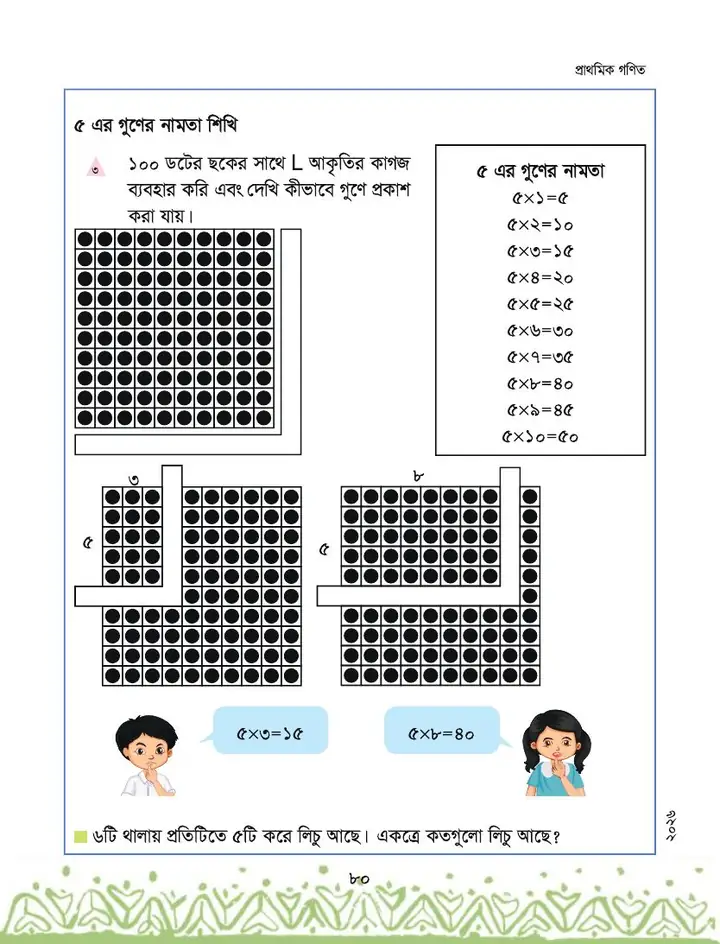 প্রাথমিক গণিত
৫ এর গুণের নামতা শিখি
৩
১০০ ডটের ছকের সাথে L আকৃতির কাগজ
ব্যবহার করি এবং দেখি কীভাবে গুণে প্রকাশ
করা যায়।
৫ এর গুণের নামতা
৫×১=৫
৫×২=১০
৫×৩=১৫
৫×৪=২০
৫×৫=২৫
৫×৬=৩০
৫×৭=৩৫
৫×৮=৪০
৫×৯=৪৫
৫×১০=৫০
৩
৫
৮
৫
৫×৩=১৫
৫×৮=৪০
৬টি থালায় প্রতিটিতে ৫টি করে লিচু আছে। একত্রে কতগুলো লিচু আছে?
২০২৬
৮০